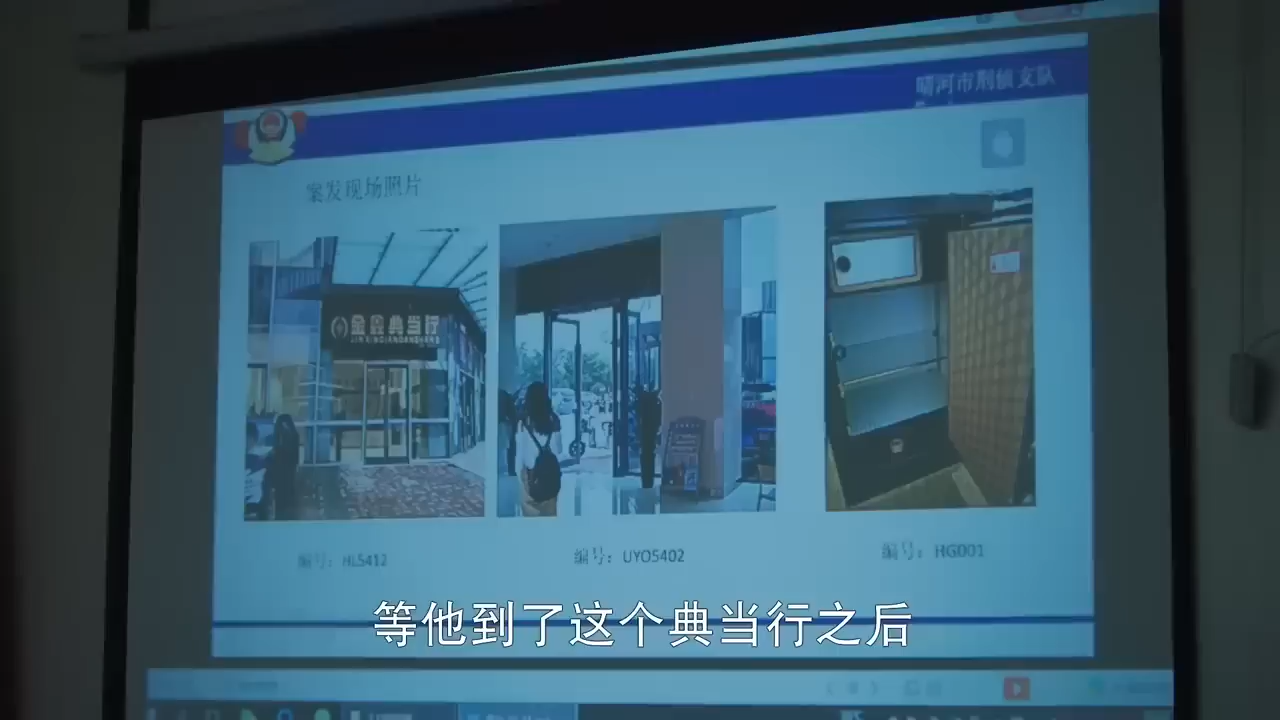 晴河市刑侦支队
案发现场照片
金鑫典当行
JINXINDIANDANGHANG
编号：HL5412
编号：UYO5402
编号：HG001
等他到了这个典当行之后